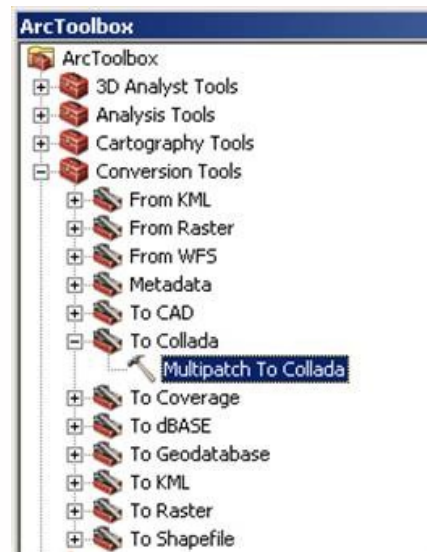 ArcToolbox
ArcToolbox
3D Analyst Tools
Analysis Tools
Cartography Tools
Conversion Tools
From KML
From Raster
From WFS
Metadata
To CAD
To Collada
Multipatch To Collada
To Coverage
To dBASE
To Geodatabase
To KML
To Raster
To Shapefile